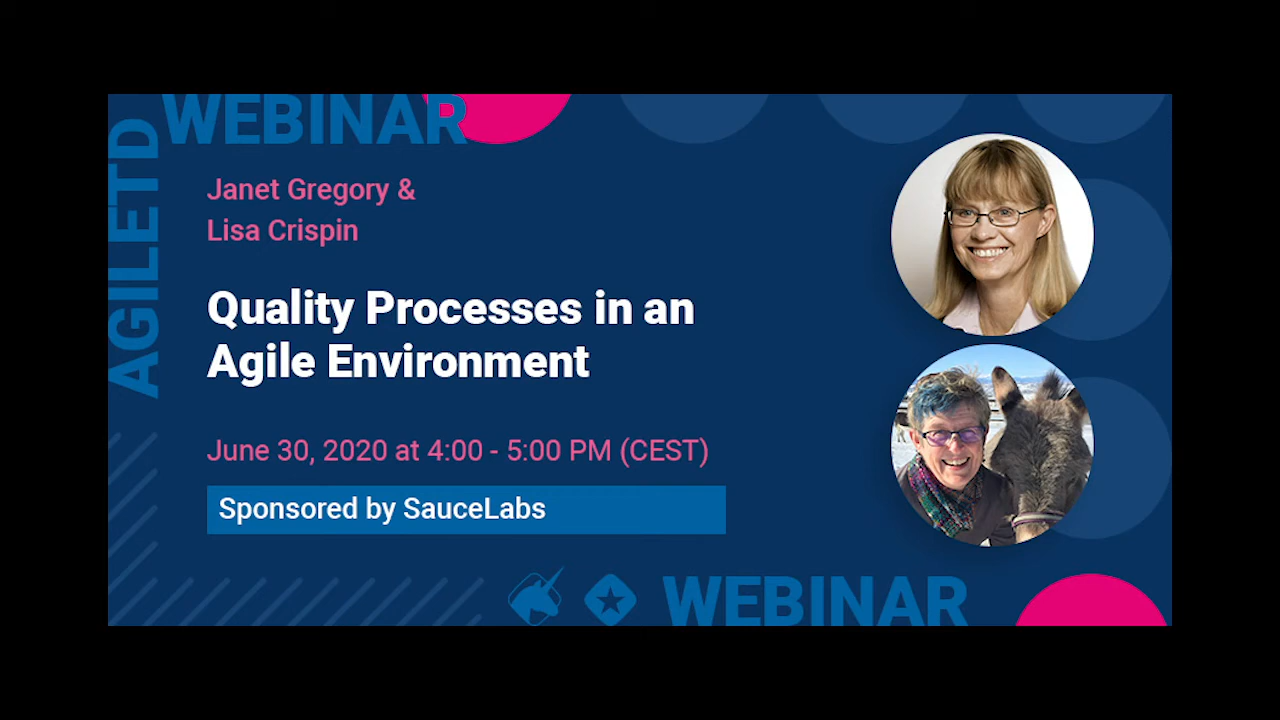 WEBINAR
AGILETD
Janet Gregory &
Lisa Crispin
Quality Processes in an
Agile Environment
June 30, 2020 at 4:00 - 5:00 PM (CEST)
Sponsored by SauceLabs
WEBINAR